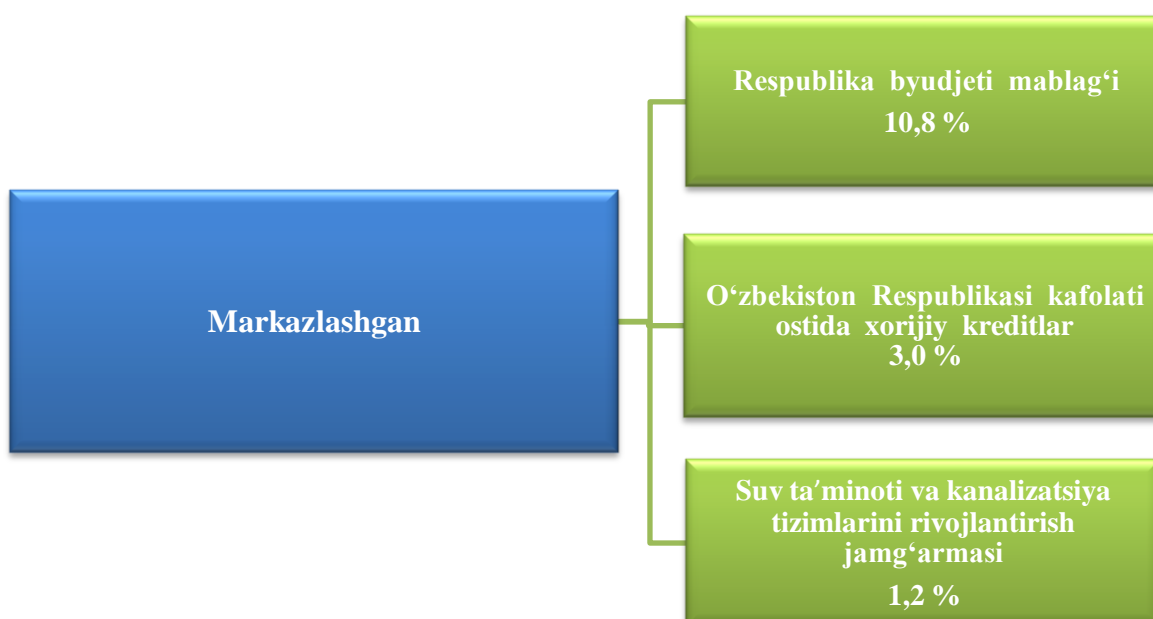 Markazlashgan
Respublika byudjeti mablag‘i
10,8 %
O‘zbekiston Respublikasi kafolati
ostida xorijiy kreditlar
3,0 %
Suv ta’minoti va kanalizatsiya
tizimlarini rivojlantirish
jamg‘armasi
1,2 %